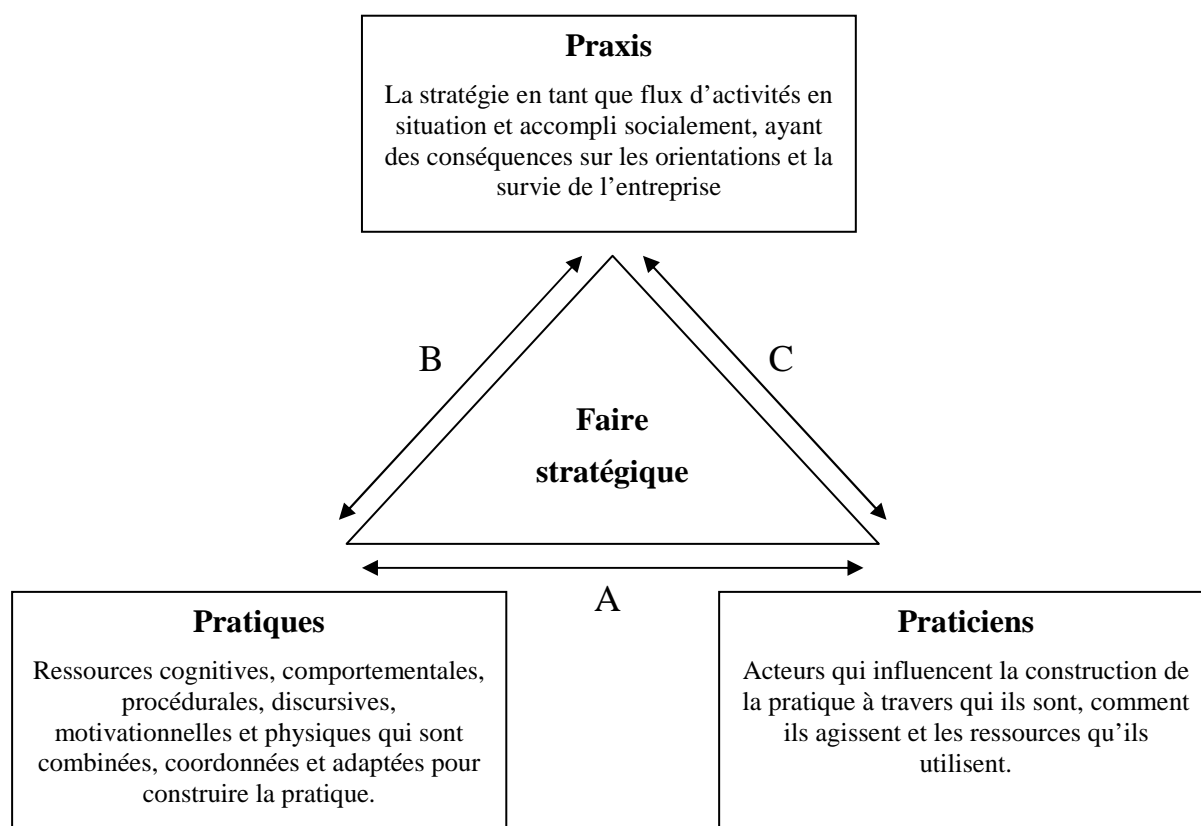 Praxis
La stratégie en tant que flux d’activités en
situation et accompli socialement, ayant
des conséquences sur les orientations et la
survie de l’entreprise
B
C
Faire
stratégique
A
Pratiques
Ressources cognitives, comportementales,
procédurales, discursives,
motivationnelles et physiques qui sont
combinées, coordonnées et adaptées pour
construire la pratique.
Praticiens
Acteurs qui influencent la construction de
la pratique à travers qui ils sont, comment
ils agissent et les ressources qu’ils
utilisent.